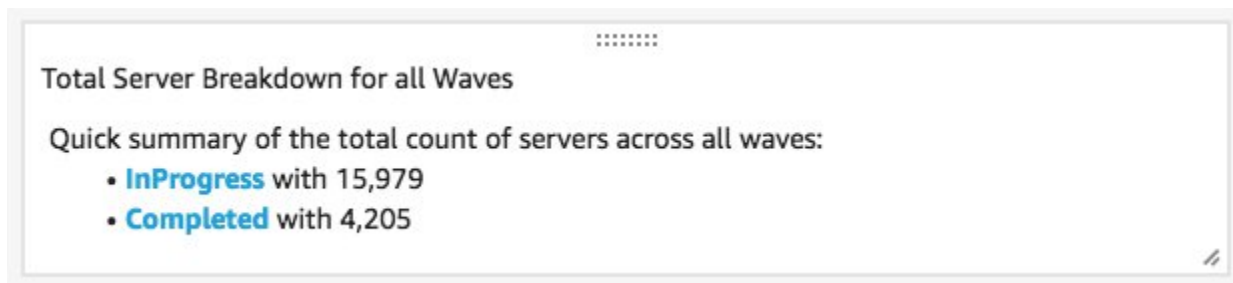 Total Server Breakdown for all Waves
Quick summary of the total count of servers across all waves:
• InProgress with 15,979
• Completed with 4,205